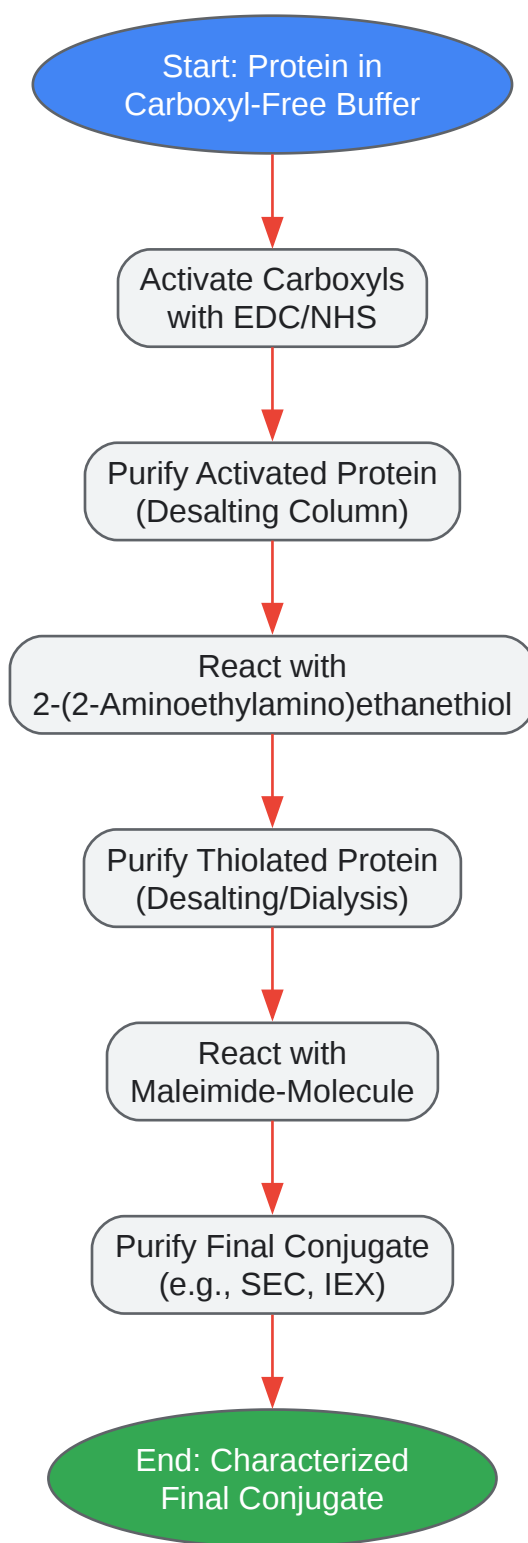 Start: Protein in
Carboxyl-Free Buffer
Activate Carboxyls
with EDC/NHS
Purify Activated Protein
(Desalting Column)
React with
2-(2-Aminoethylamino)ethanethiol
Purify Thiolated Protein
(Desalting/Dialysis)
React with
Maleimide-Molecule
Purify Final Conjugate
(e.g., SEC, IEX)
End: Characterized
Final Conjugate